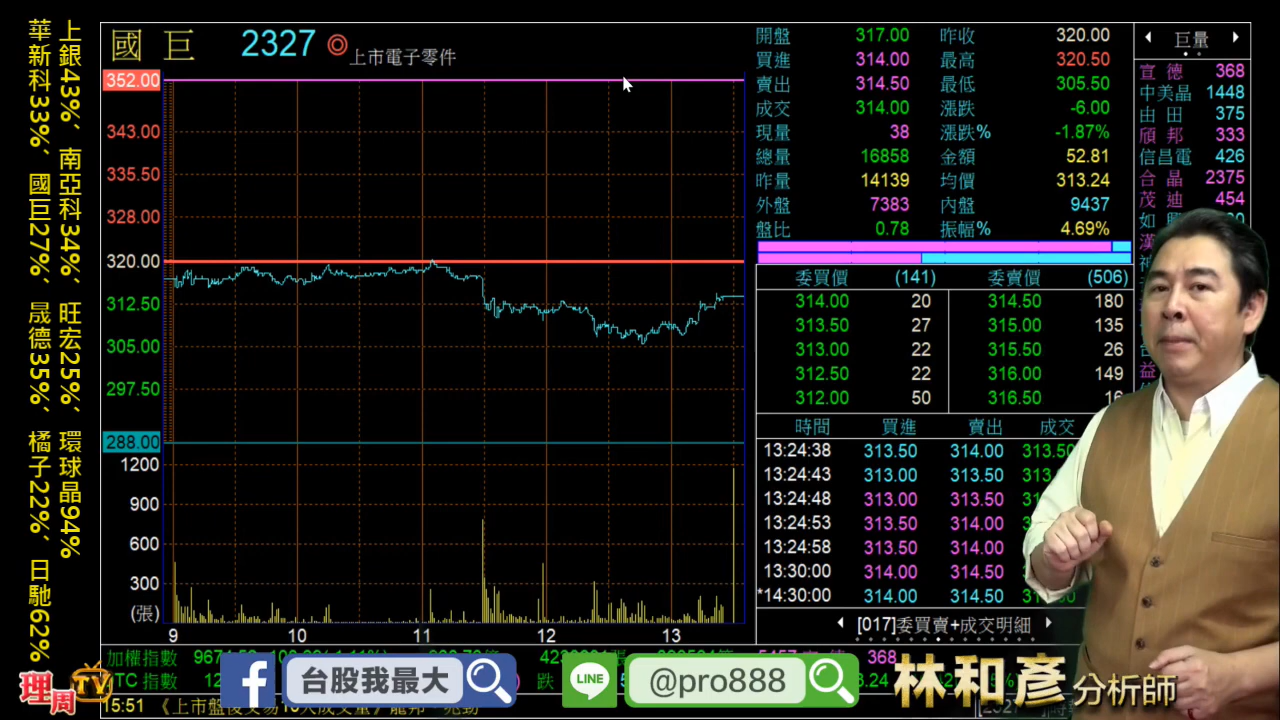 上銀43%、南亞科34%、旺宏25%、環球晶94%
華新科33%、國巨27%、晟德35%、橘子22%、日馳62%
國巨 2327 ◎ 上市電子零件
352.00
343.00
335.50
328.00
320.00
312.50
305.00
297.50
288.00
1200
900
600
300
(張)
9 10 11 12 13
開盤 317.00 昨收 320.00
買進 314.00 最高 320.50
賣出 314.50 最低 305.50
成交 314.00 漲跌 -6.00
現量 38 漲跌% -1.87%
總量 16858 金額 52.81
昨量 14139 均價 313.24
外盤 7383 內盤 9437
盤比 0.78 振幅% 4.69%
委買價 (141) 委賣價 (506)
314.00 20 314.50 180
313.50 27 315.00 135
313.00 22 315.50 26
312.50 22 316.00 149
312.00 50 316.50 16
時間 買進 賣出 成交
13:24:38 313.50 314.00 313.50
13:24:43 313.00 313.50 313
13:24:48 313.00 314.00
13:24:53 313.50 314.00
13:24:58 313.50 314.00
13:30:00 314.00 314.50
*14:30:00 314.00 314.50
[017]委買賣+成交明細
巨量
宣德 368
中美晶 1448
由田 375
頎邦 333
信昌電 426
合晶 2375
茂迪 454
如
漢
益
加權指數
368
TC 指數
跌
15:51
理周TV
台股我最大
LINE
@pro888
林和彥 分析師